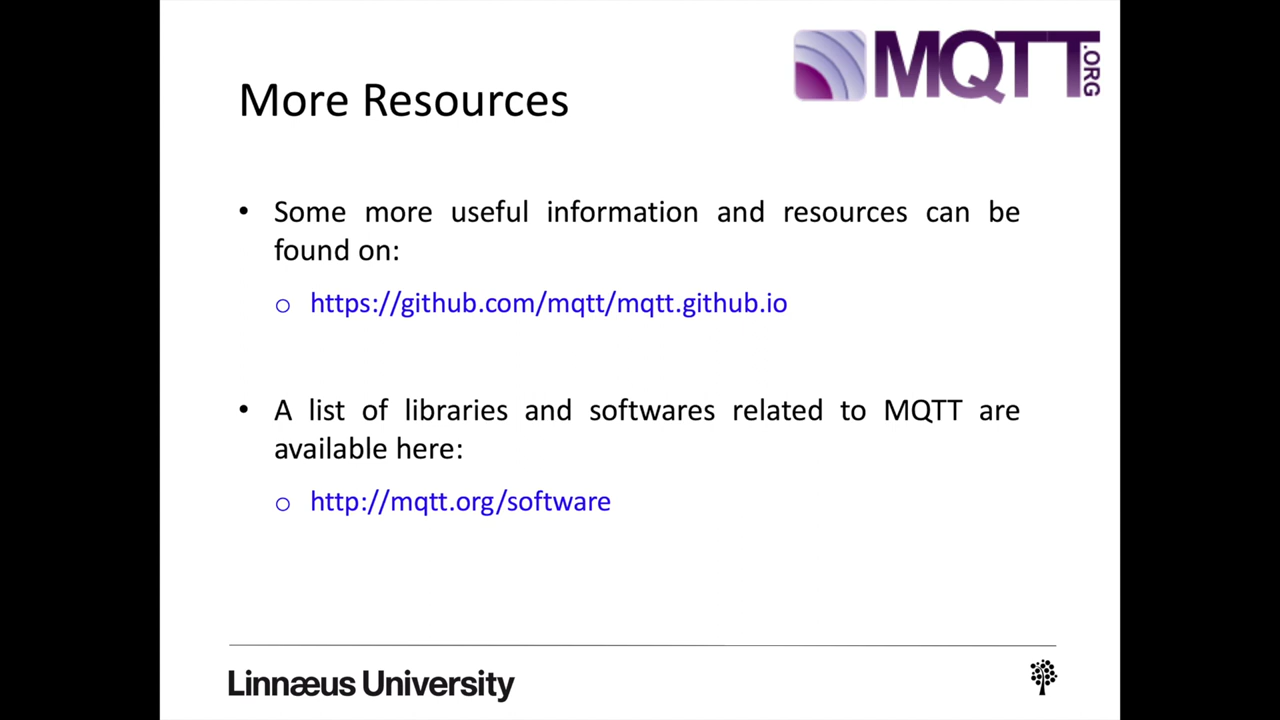 MQTT.ORG
More Resources
• Some more useful information and resources can be
found on:
o https://github.com/mqtt/mqtt.github.io
• A list of libraries and softwares related to MQTT are
available here:
o http://mqtt.org/software
Linnæus University